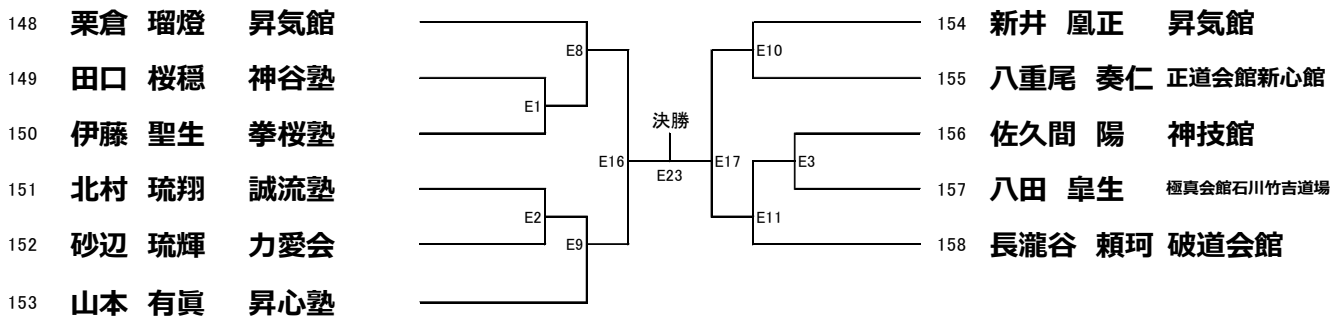 148 栗倉 瑠燈 昇気館
149 田口 桜穏 神谷塾
150 伊藤 聖生 拳桜塾
151 北村 琉翔 誠流塾
152 砂辺 琉輝 力愛会
153 山本 有眞 昇心塾
E8
E1
E16
E2
E9
決勝
E23
E10
E17
E3
E11
154 新井 凰正 昇気館
155 八重尾 奏仁 正道会館新心館
156 佐久間 陽 神技館
157 八田 皐生 極真会館石川竹吉道場
158 長瀧谷 頼珂 破道会館